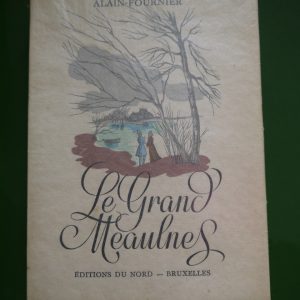 ALAIN-FOURNIER
Le Grand
Meaulnes
ÉDITIONS DU NORD — BRUXELLES